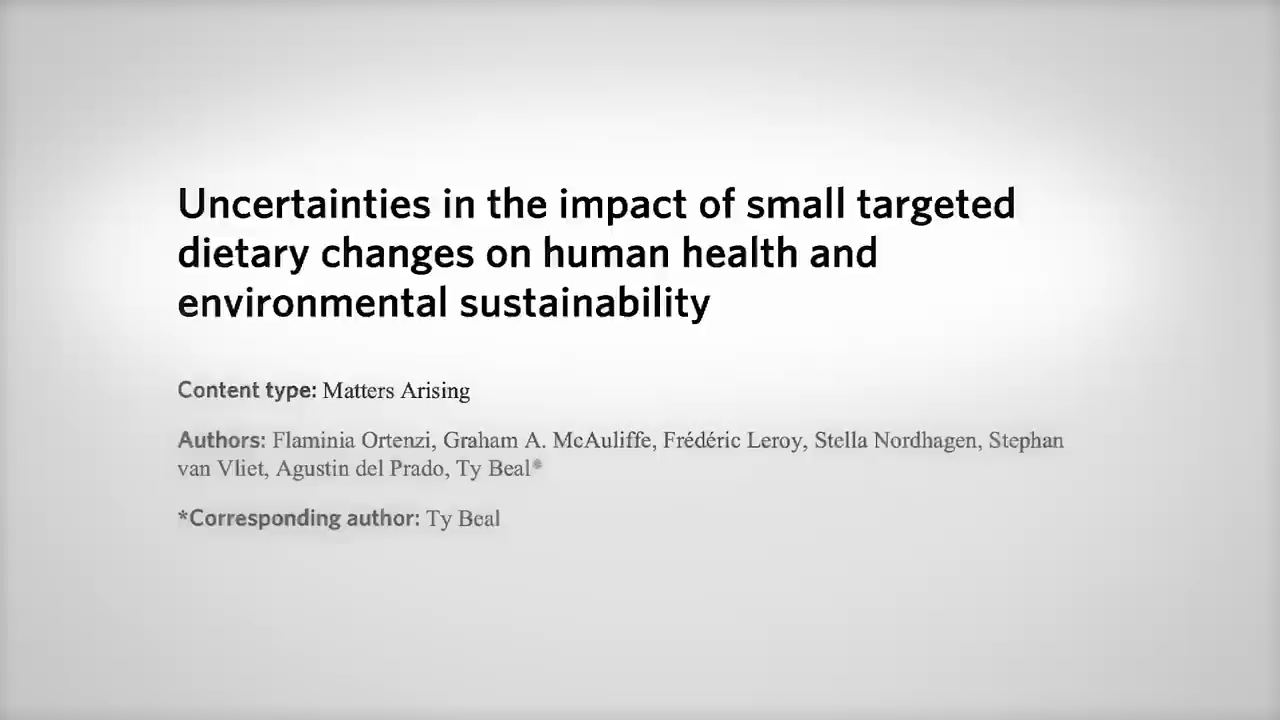 Uncertainties in the impact of small targeted
dietary changes on human health and
environmental sustainability
Content type: Matters Arising
Authors: Flaminia Ortenzi, Graham A. McAuliffe, Frédéric Leroy, Stella Nordhagen, Stephan
van Vliet, Agustin del Prado, Ty Beal*
*Corresponding author: Ty Beal